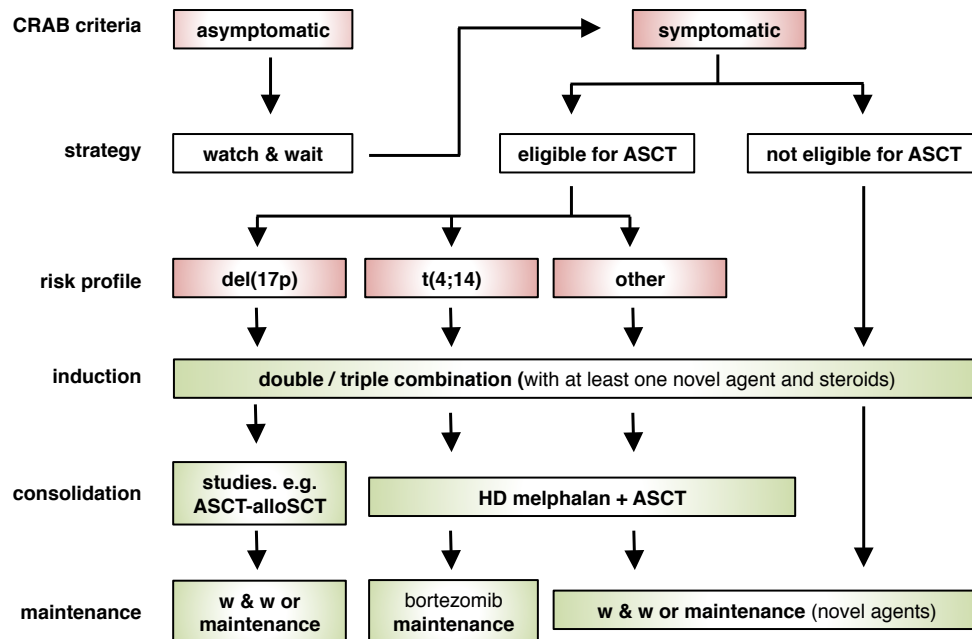 CRAB criteria
asymptomatic
symptomatic
strategy
watch & wait
eligible for ASCT
not eligible for ASCT
risk profile
del(17p)
t(4;14)
other
induction
double / triple combination (with at least one novel agent and steroids)
consolidation
studies. e.g.
ASCT-alloSCT
HD melphalan + ASCT
maintenance
w & w or
maintenance
bortezomib
maintenance
w & w or maintenance (novel agents)